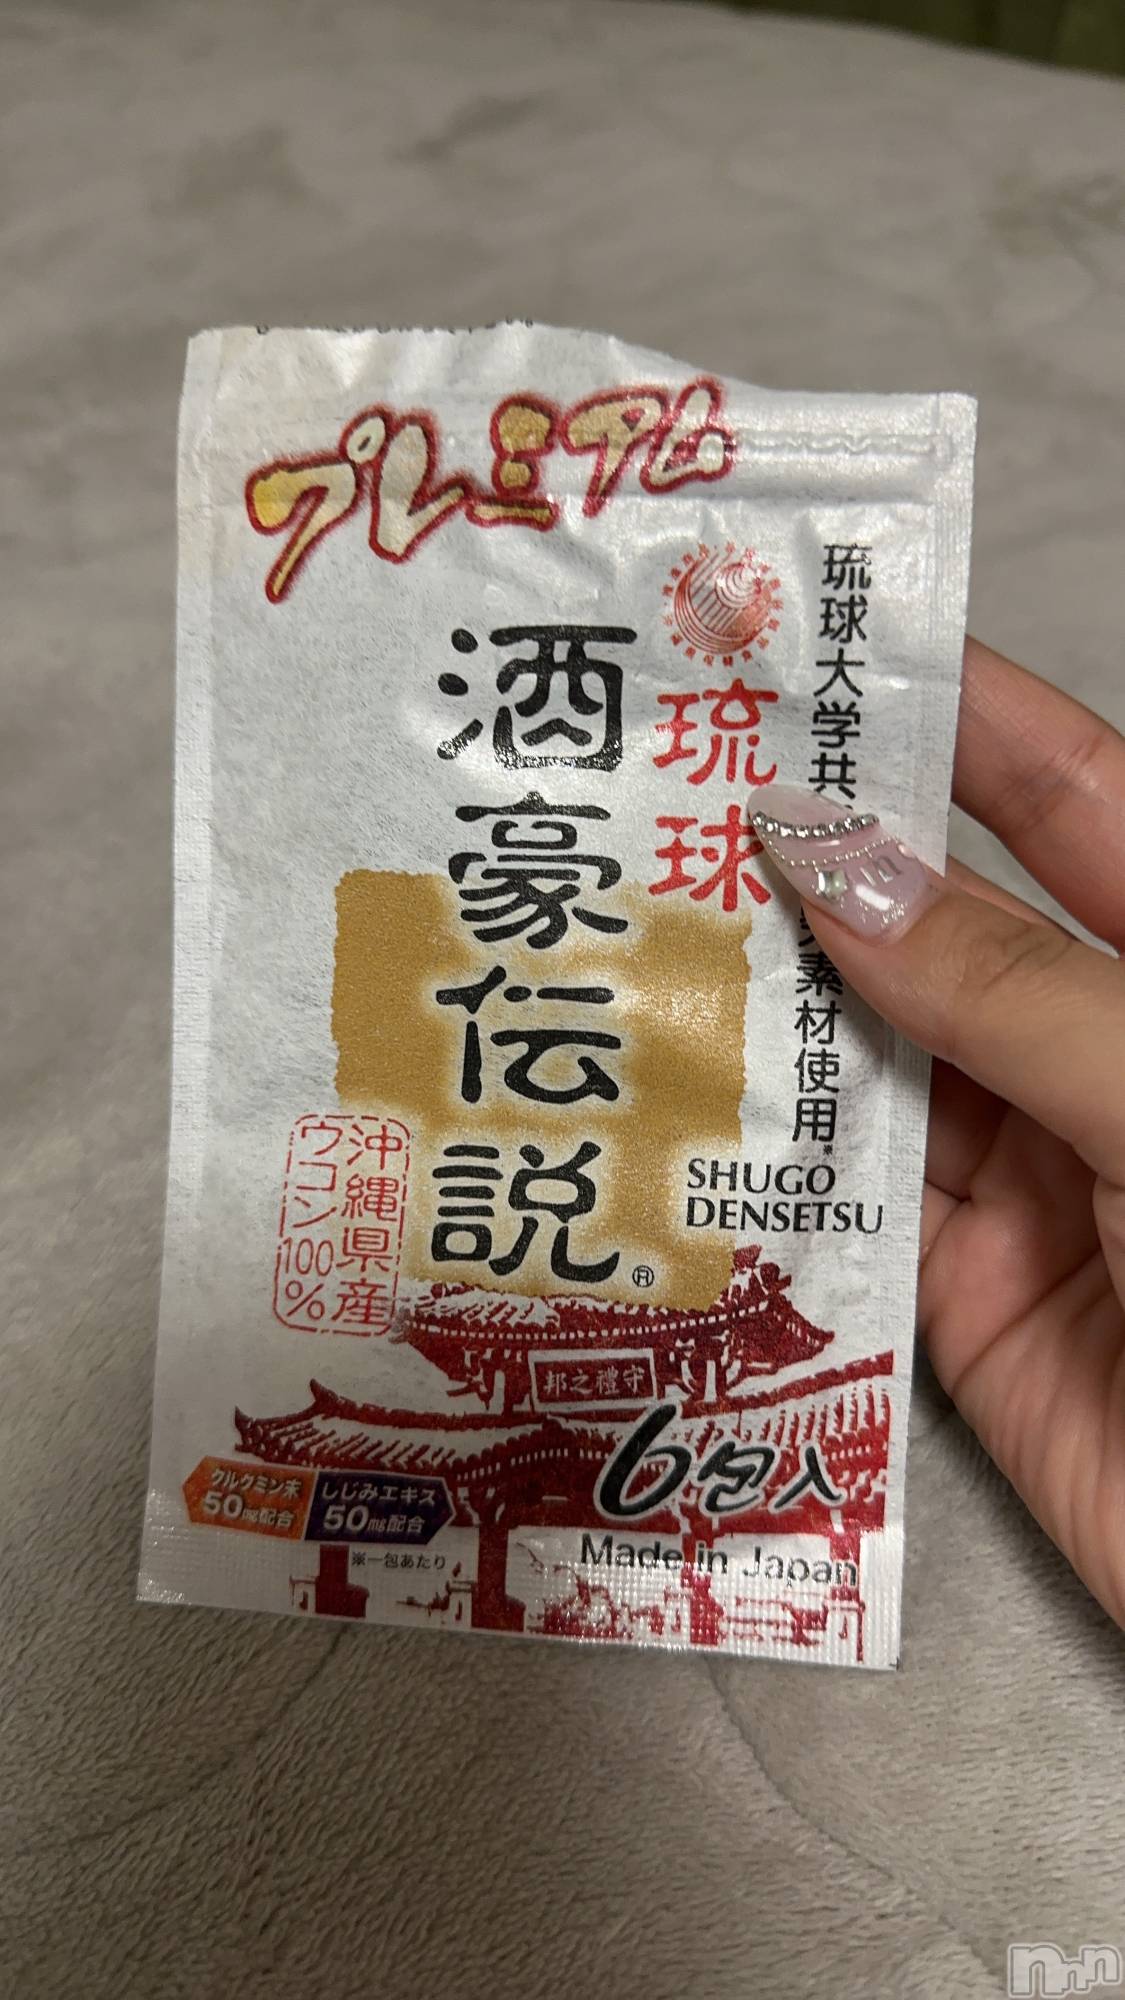 プレミアム
琉球大学共
素材使用※
琉球
酒豪伝説®
SHUGO
DENSETSU
沖縄県産
ウコン100%
守禮之邦
6包入
クルクミン末
50mg配合
しじみエキス
50mg配合
※一包あたり
Made in Japan